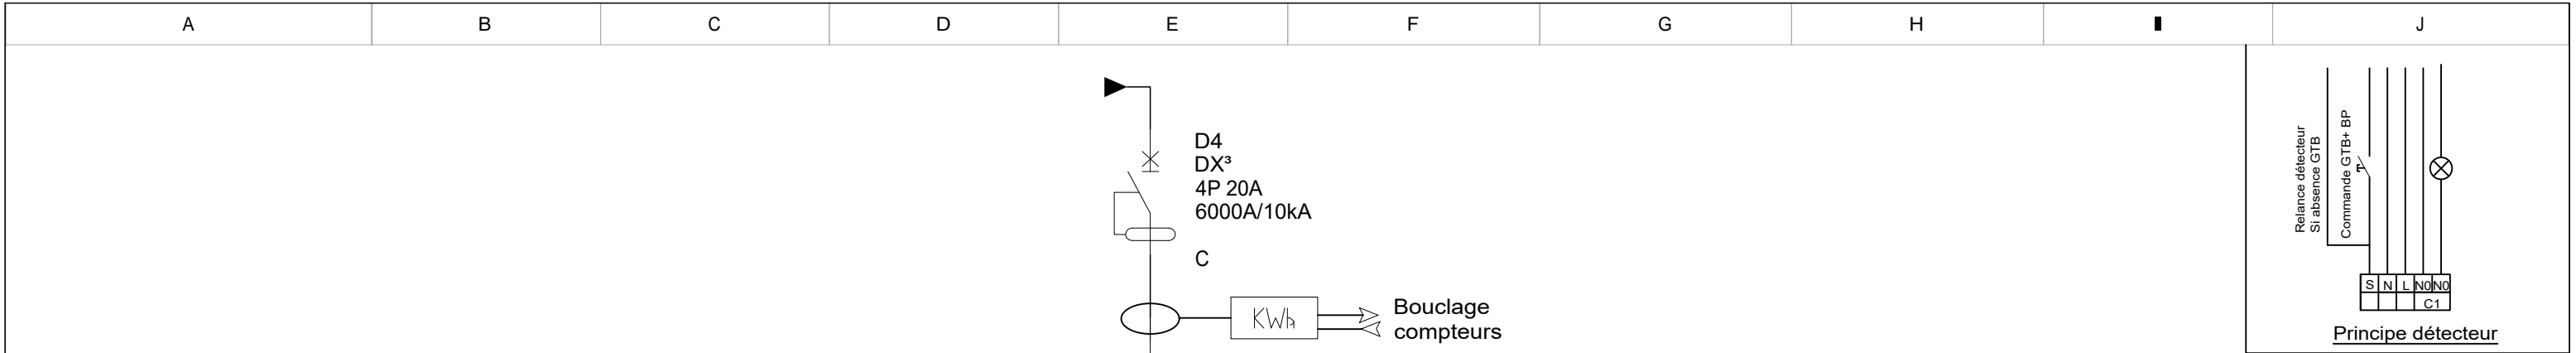 A B C D E F G H I J
D4
DX³
4P 20A
6000A/10kA
C
KWh
Bouclage
compteurs
Relance détecteur
Si absence GTB
Commande GTB+ BP
S N L N0 N0
C1
Principe détecteur